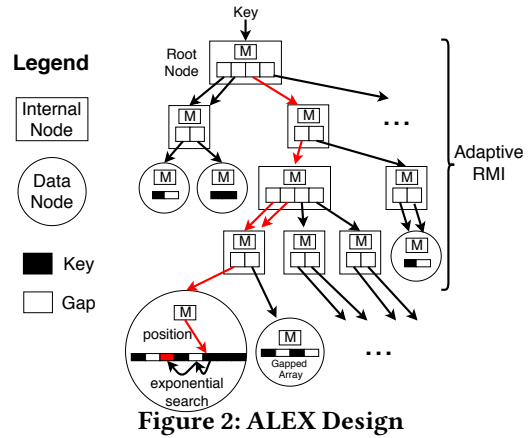 Key
Legend
Root
Node
M
Internal
Node
M
M
...
Data
Node
M
M
M
M
Adaptive
RMI
Key
M
M
M
M
Gap
M
position
M
Gapped
Array
...
exponential
search
Figure 2: ALEX Design